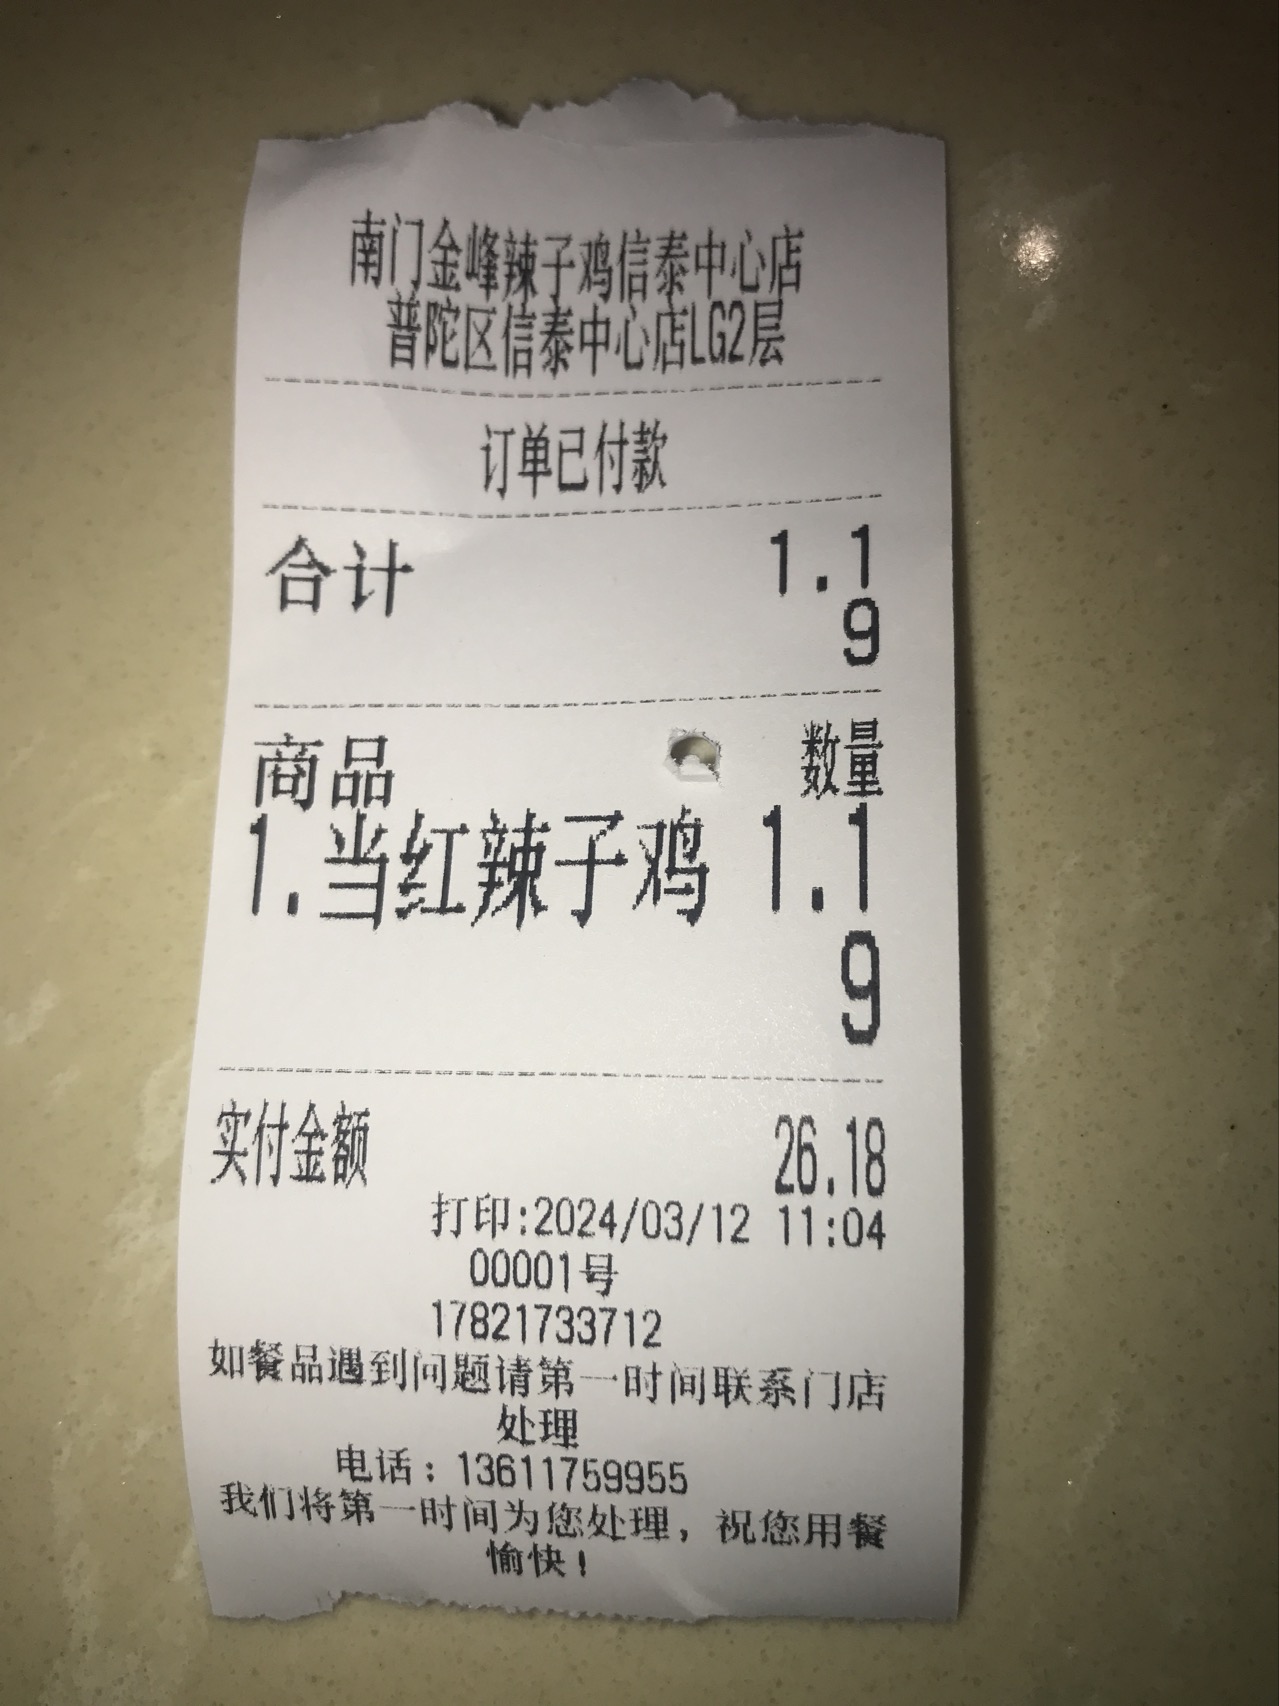 南门金峰辣子鸡信泰中心店
普陀区信泰中心店LG2层
订单已付款
合计 1.1
9
商品 数量
1.当红辣子鸡 1.1
9
实付金额 26.18
打印:2024/03/12 11:04
00001号
17821733712
如餐品遇到问题请第一时间联系门店
处理
电话：13611759955
我们将第一时间为您处理，祝您用餐
愉快！